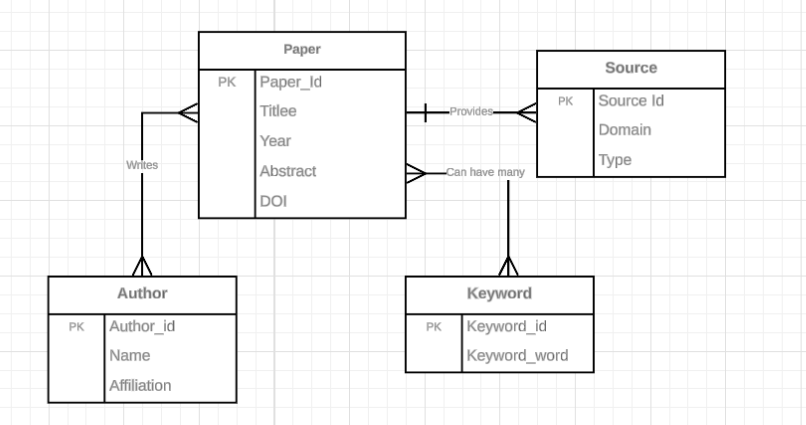 Paper
PK Paper_Id
Titlee
Year
Abstract
DOI
Source
PK Source Id
Domain
Type
Provides
Can have many
Writes
Author
PK Author_id
Name
Affiliation
Keyword
PK Keyword_id
Keyword_word